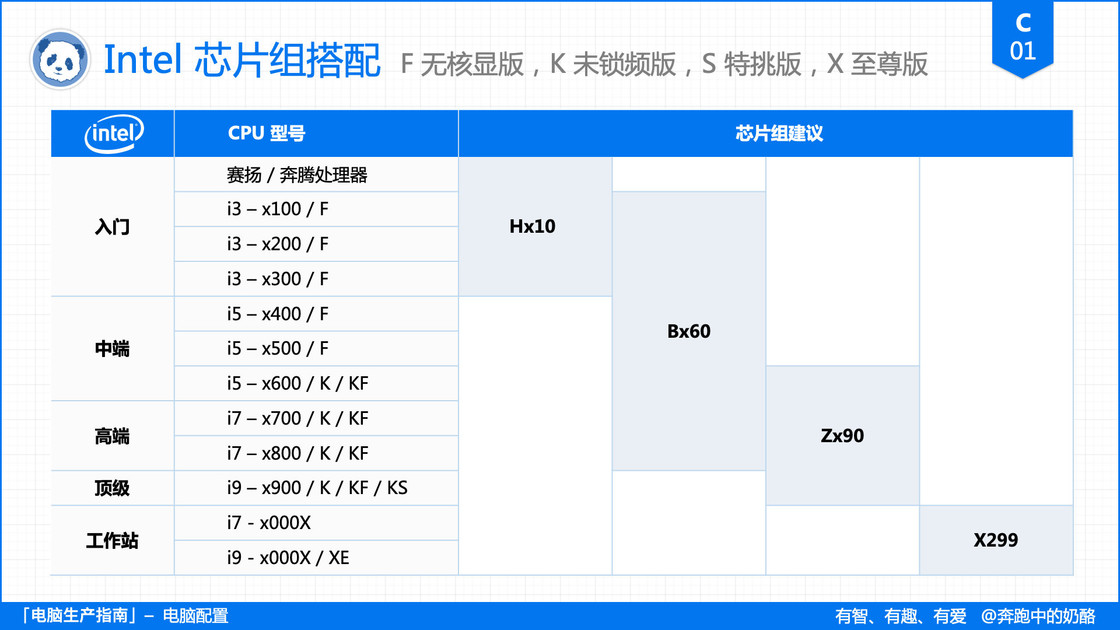 C
01
Intel 芯片组搭配 F 无核显版，K 未锁频版，S 特挑版，X 至尊版
intel CPU 型号 芯片组建议
赛扬 / 奔腾处理器
i3 – x100 / F
入门 Hx10
i3 – x200 / F
i3 – x300 / F
i5 – x400 / F
Bx60
中端 i5 – x500 / F
i5 – x600 / K / KF
i7 – x700 / K / KF
高端 Zx90
i7 – x800 / K / KF
顶级 i9 – x900 / K / KF / KS
i7 - x000X
工作站 X299
i9 - x000X / XE
「电脑生产指南」– 电脑配置 有智、有趣、有爱 @奔跑中的奶酪